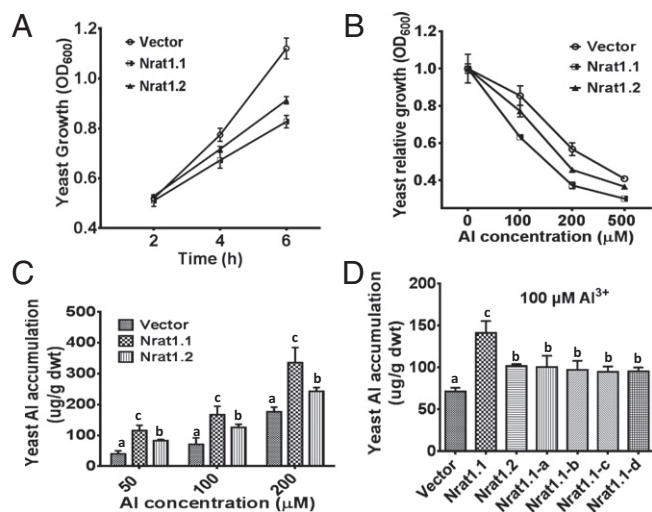 A
Yeast Growth (OD600)
1.2
1.0
0.8
0.6
0.4
Vector
Nrat1.1
Nrat1.2
2 4 6
Time (h)
B
Yeast relative growth (OD600)
1.2
1.0
0.8
0.6
0.4
Vector
Nrat1.1
Nrat1.2
0 100 200 500
Al concentration (μM)
C
Yeast Al accumulation
(ug/g dwt)
500
400
300
200
100
0
Vector
Nrat1.1
Nrat1.2
a c b a c b a c b
50 100 200
Al concentration (μM)
D
Yeast Al accumulation
(ug/g dwt)
200
150
100
50
0
100 μM Al3+
a c b b b b b
Vector Nrat1.1 Nrat1.2 Nrat1.1-a Nrat1.1-b Nrat1.1-c Nrat1.1-d